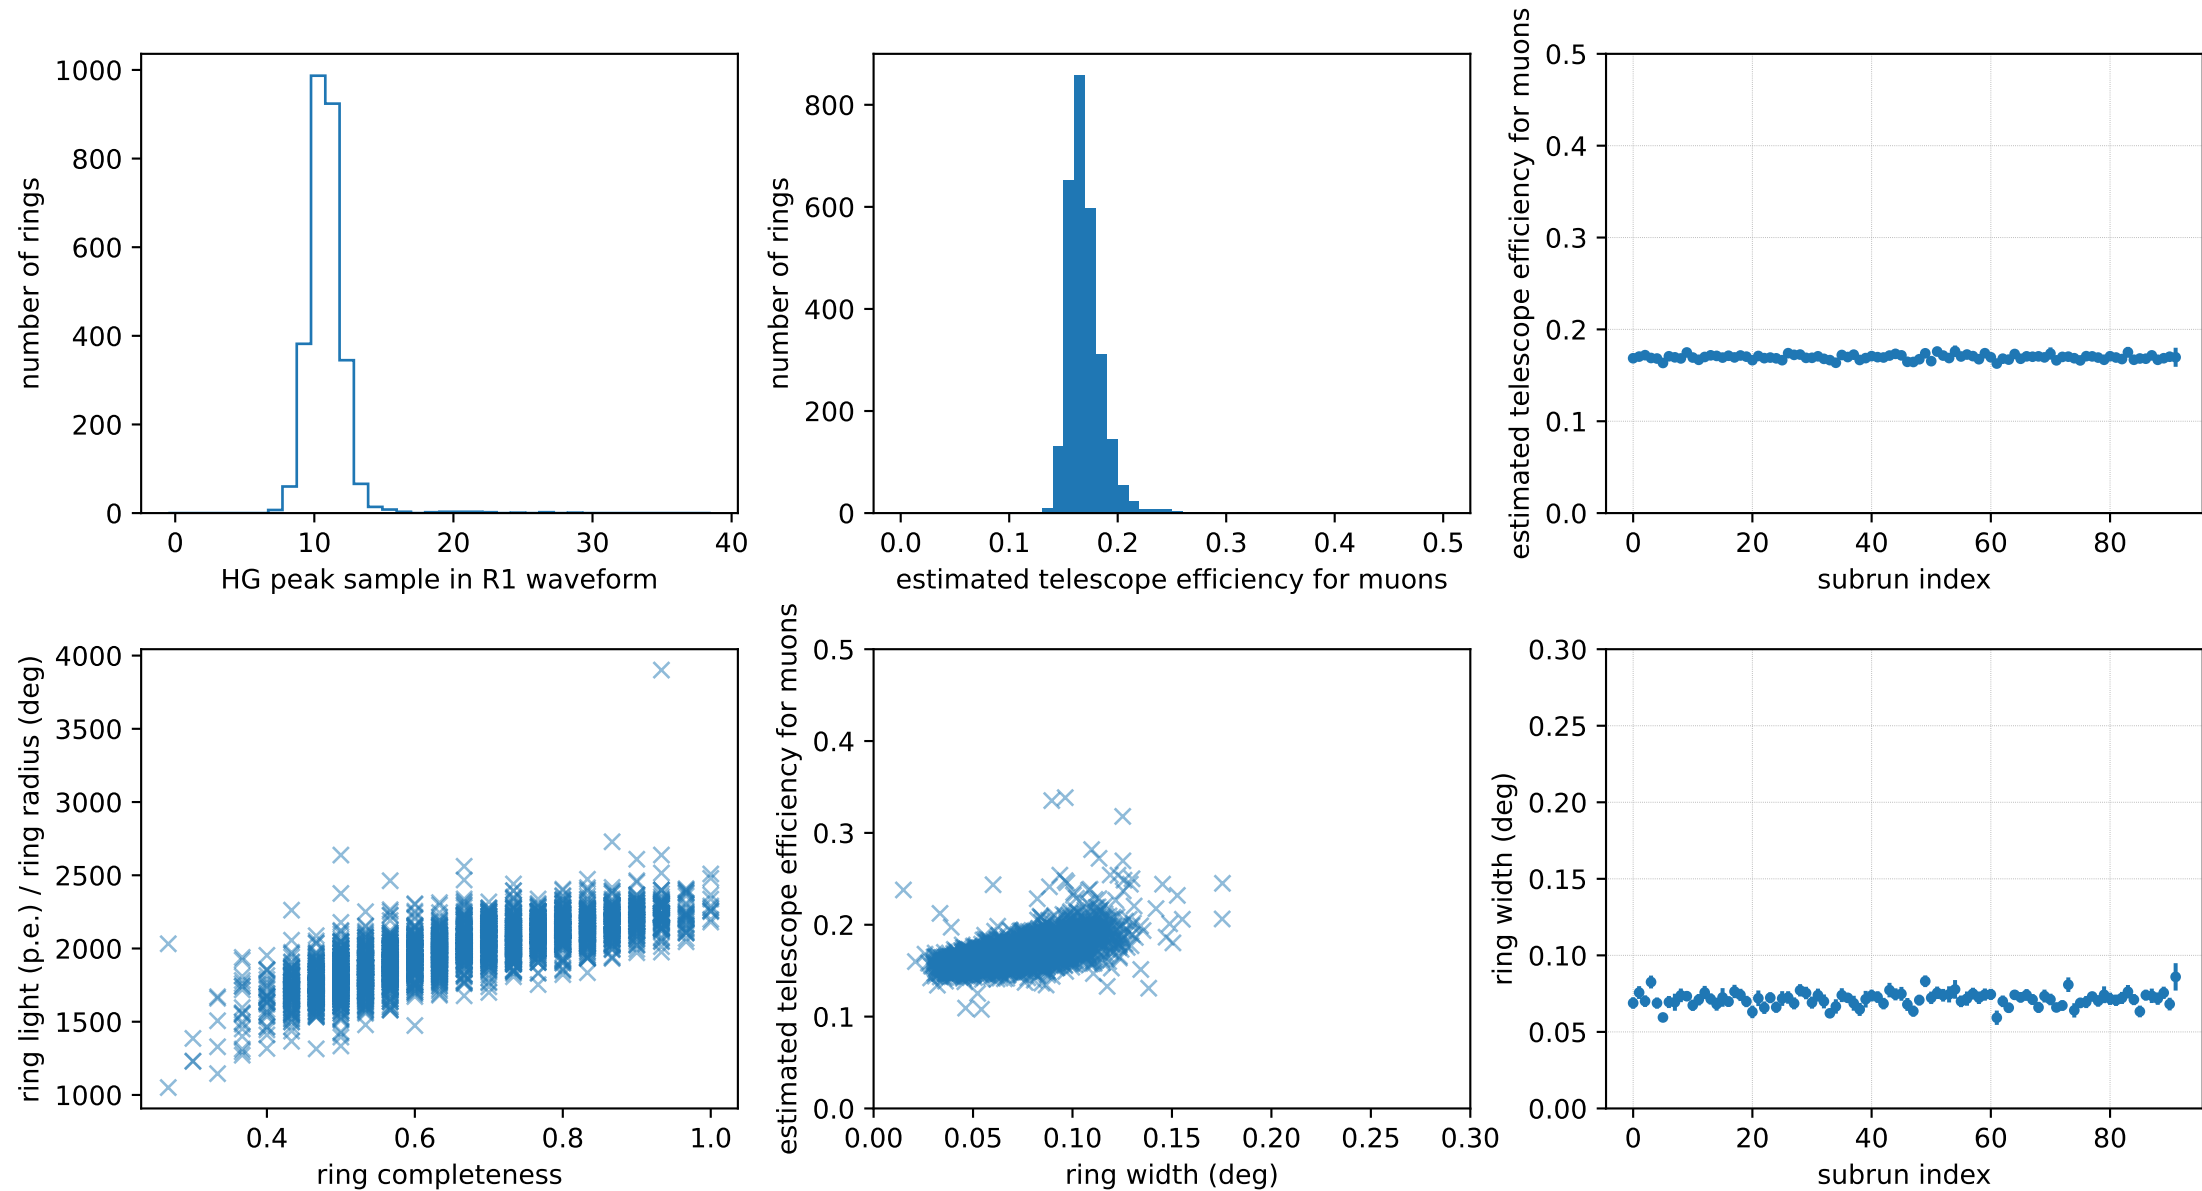 number of rings
1000
800
600
400
200
0
0 10 20 30 40
HG peak sample in R1 waveform
number of rings
800
600
400
200
0
0.0 0.1 0.2 0.3 0.4 0.5
estimated telescope efficiency for muons
estimated telescope efficiency for muons
0.5
0.4
0.3
0.2
0.1
0.0
0 20 40 60 80
subrun index
ring light (p.e.) / ring radius (deg)
4000
3500
3000
2500
2000
1500
1000
0.4 0.6 0.8 1.0
ring completeness
estimated telescope efficiency for muons
0.5
0.4
0.3
0.2
0.1
0.0
0.00 0.05 0.10 0.15 0.20 0.25 0.30
ring width (deg)
ring width (deg)
0.30
0.25
0.20
0.15
0.10
0.05
0.00
0 20 40 60 80
subrun index